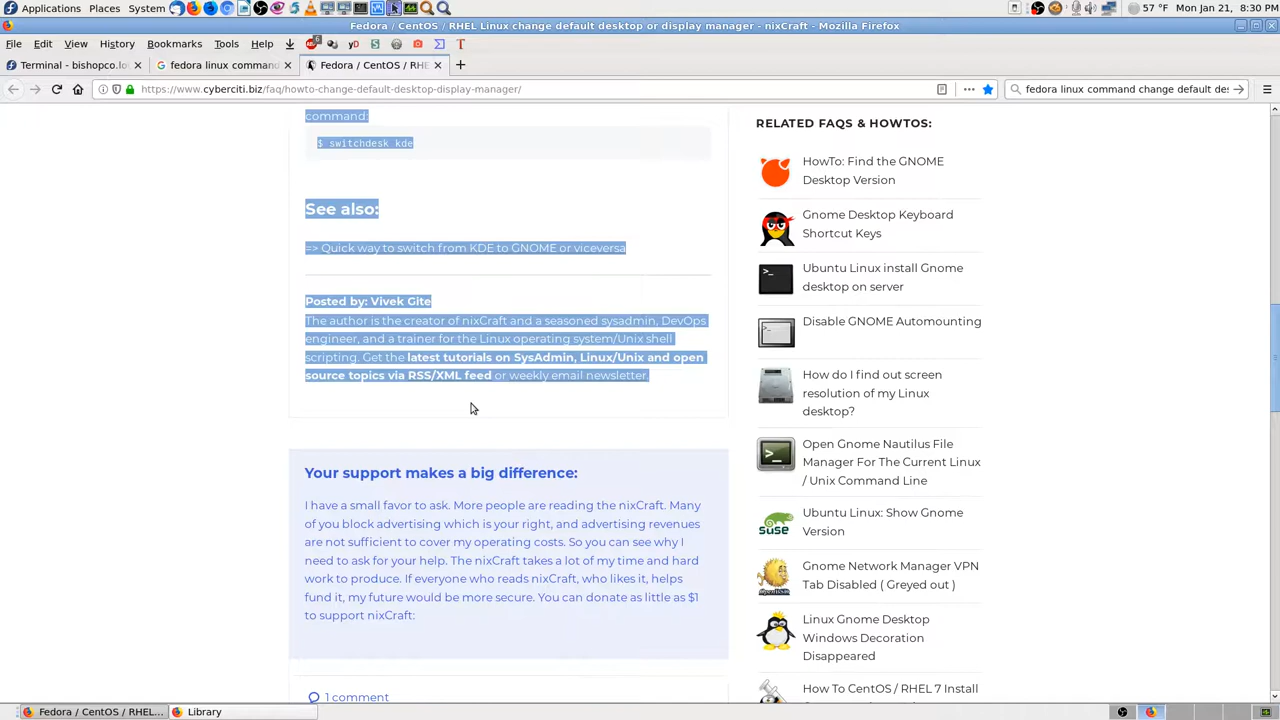 Applications Places System 57 °F Mon Jan 21, 8:30 PM
Fedora / CentOS / RHEL Linux change default desktop or display manager - nixCraft - Mozilla Firefox
File Edit View History Bookmarks Tools Help
Terminal - bishopco.lo
fedora linux command
Fedora / CentOS / RHE
https://www.cyberciti.biz/faq/howto-change-default-desktop-display-manager/
fedora linux command change default des
command:
$ switchdesk kde
See also:
=> Quick way to switch from KDE to GNOME or viceversa
Posted by: Vivek Gite
The author is the creator of nixCraft and a seasoned sysadmin, DevOps
engineer, and a trainer for the Linux operating system/Unix shell
scripting. Get the latest tutorials on SysAdmin, Linux/Unix and open
source topics via RSS/XML feed or weekly email newsletter.
Your support makes a big difference:
I have a small favor to ask. More people are reading the nixCraft. Many
of you block advertising which is your right, and advertising revenues
are not sufficient to cover my operating costs. So you can see why I
need to ask for your help. The nixCraft takes a lot of my time and hard
work to produce. If everyone who reads nixCraft, who likes it, helps
fund it, my future would be more secure. You can donate as little as $1
to support nixCraft:
1 comment
RELATED FAQS & HOWTOS:
HowTo: Find the GNOME
Desktop Version
Gnome Desktop Keyboard
Shortcut Keys
Ubuntu Linux install Gnome
desktop on server
Disable GNOME Automounting
How do I find out screen
resolution of my Linux
desktop?
Open Gnome Nautilus File
Manager For The Current Linux
/ Unix Command Line
Ubuntu Linux: Show Gnome
Version
Gnome Network Manager VPN
Tab Disabled ( Greyed out )
Linux Gnome Desktop
Windows Decoration
Disappeared
How To CentOS / RHEL 7 Install
Fedora / CentOS / RHEL...
Library